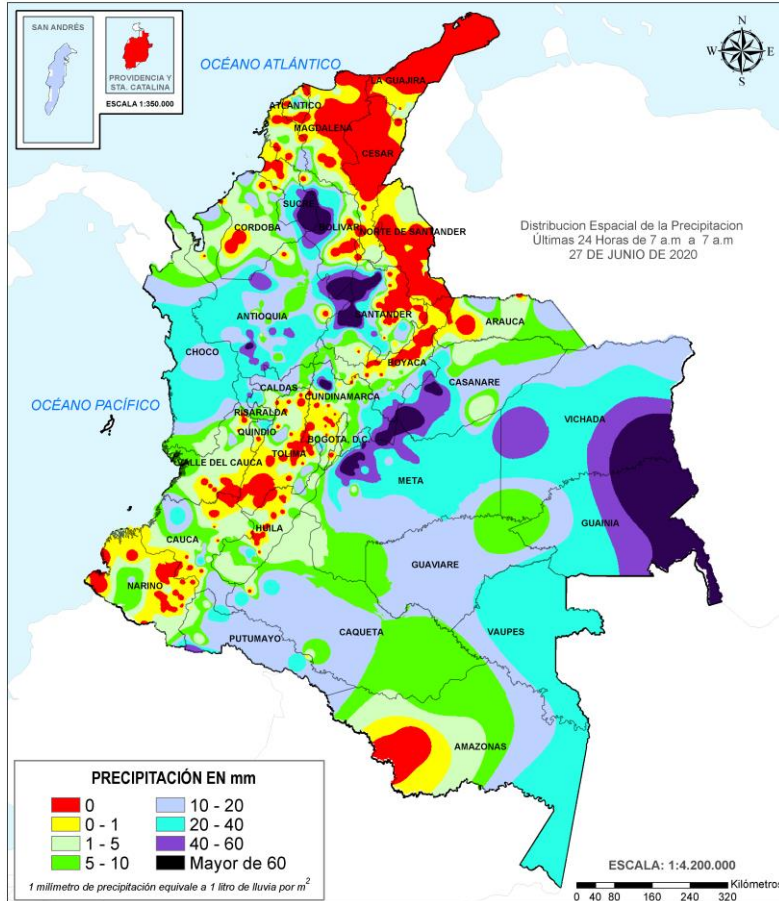 SAN ANDRÉS
PROVIDENCIA Y
STA. CATALINA
ESCALA 1:350.000
OCÉANO ATLÁNTICO
N
W
E
S
LA GUAJIRA
ATLANTICO
MAGDALENA
CESAR
SUCRE
CORDOBA
BOLIVAR
NORTE DE SANTANDER
Distribucion Espacial de la Precipitacion
Últimas 24 Horas de 7 a.m a 7 a.m
27 DE JUNIO DE 2020
ANTIOQUIA
SANTANDER
ARAUCA
CHOCO
BOYACA
CASANARE
CALDAS
CUNDINAMARCA
OCÉANO PACÍFICO
RISARALDA
VICHADA
QUINDIO
BOGOTA, D.C
TOLIMA
VALLE DEL CAUCA
META
GUAINIA
HUILA
CAUCA
GUAVIARE
NARIÑO
CAQUETA
VAUPES
PUTUMAYO
AMAZONAS
PRECIPITACIÓN EN mm
0
0 - 1
1 - 5
5 - 10
10 - 20
20 - 40
40 - 60
Mayor de 60
1 milímetro de precipitación equivale a 1 litro de lluvia por m²
ESCALA: 1:4.200.000
Kilómetros
0 40 80 160 240 320